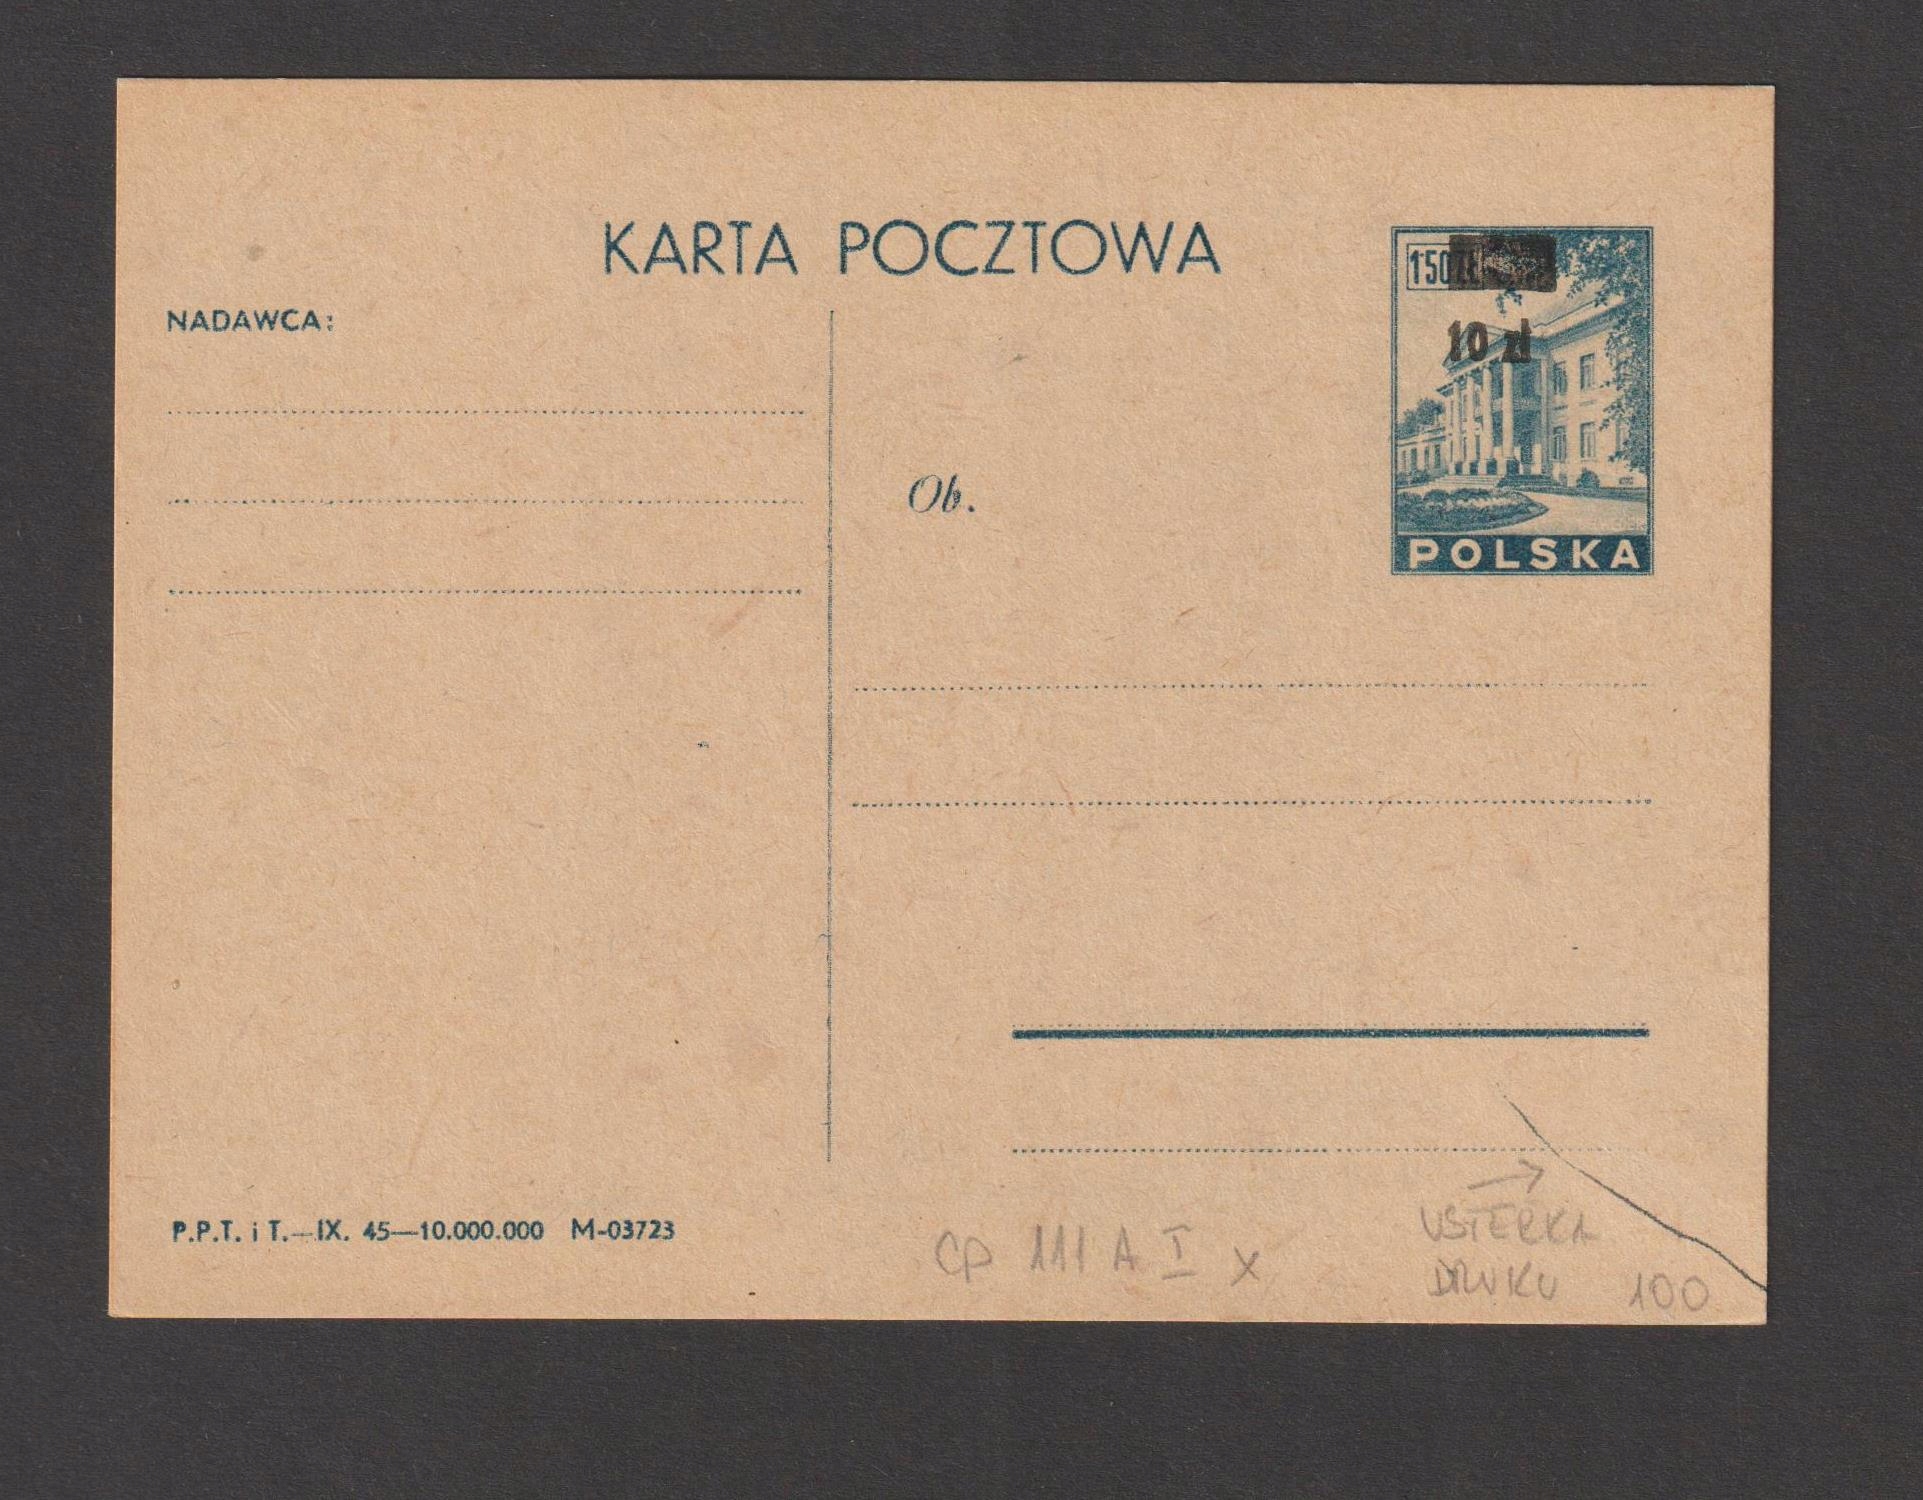 KARTA POCZTOWA
150 ZŁ
10 zł
NADAWCA:
Ob.
POLSKA
P.P.T. i T.—IX. 45—10.000.000 M-03723
CP 111 A I x
USTERKA
DRUKU 100